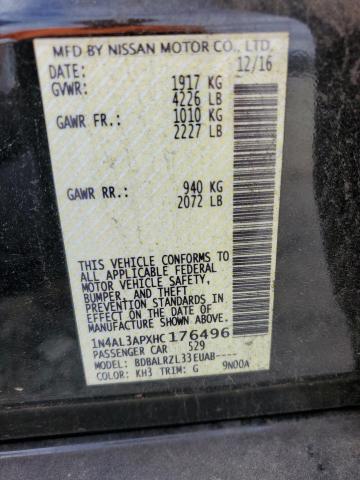 MFD BY NISSAN MOTOR CO., LTD.
DATE: 12/16
GVWR: 1917 KG
4226 LB
GAWR FR.: 1010 KG
2227 LB
GAWR RR.: 940 KG
2072 LB
THIS VEHICLE CONFORMS TO
ALL APPLICABLE FEDERAL
MOTOR VEHICLE SAFETY,
BUMPER, AND THEFT
PREVENTION STANDARDS IN
EFFECT ON THE DATE OF
MANUFACTURE SHOWN ABOVE.
1N4AL3APXHC176496
PASSENGER CAR 529
MODEL: BDBALRZL33EUAB----
COLOR: KH3 TRIM: G 9N00A